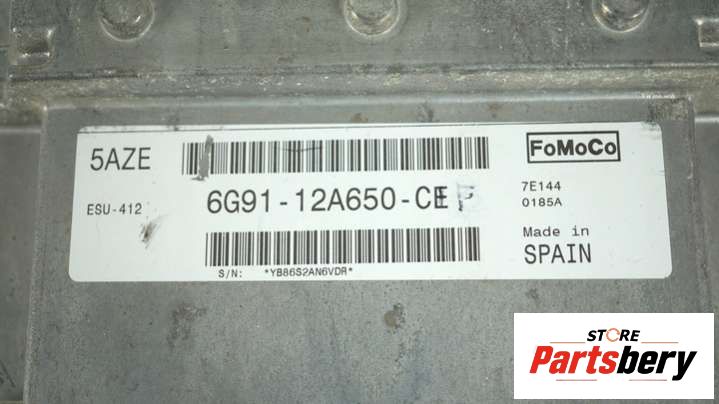 5AZE
FoMoCo
ESU-412
6G91-12A650-CE
7E144
0185A
Made in
SPAIN
S/N: *YB86S2AN6VDR*
STORE
Partsbery